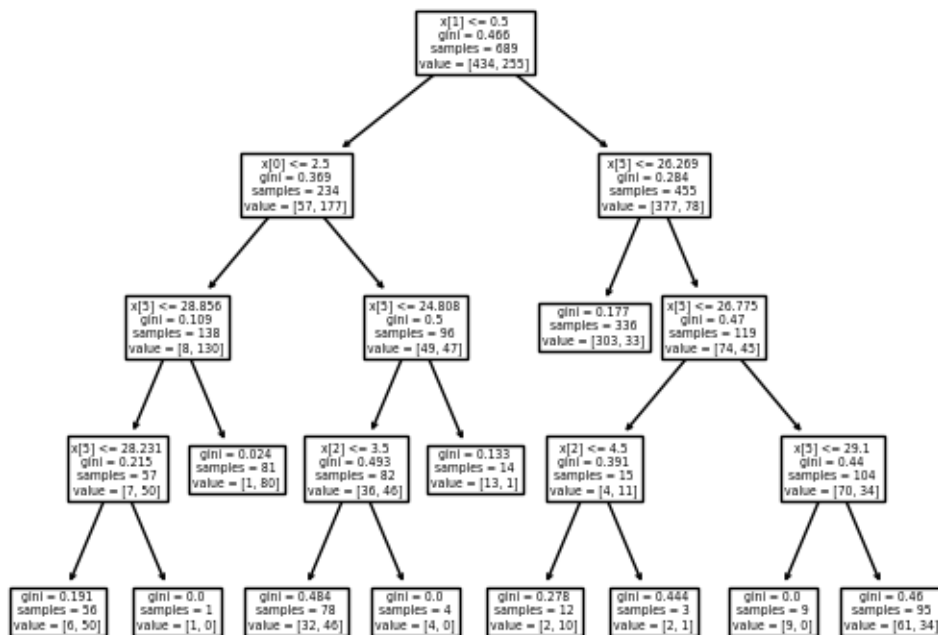 x[1] <= 0.5
gini = 0.466
samples = 689
value = [434, 255]
x[0] <= 2.5
gini = 0.369
samples = 234
value = [57, 177]
x[5] <= 26.269
gini = 0.284
samples = 455
value = [377, 78]
x[5] <= 28.856
gini = 0.109
samples = 138
value = [8, 130]
x[5] <= 24.808
gini = 0.5
samples = 96
value = [49, 47]
gini = 0.177
samples = 336
value = [303, 33]
x[5] <= 26.775
gini = 0.47
samples = 119
value = [74, 45]
x[5] <= 28.231
gini = 0.215
samples = 57
value = [7, 50]
gini = 0.024
samples = 81
value = [1, 80]
x[2] <= 3.5
gini = 0.493
samples = 82
value = [36, 46]
gini = 0.133
samples = 14
value = [13, 1]
x[2] <= 4.5
gini = 0.391
samples = 15
value = [4, 11]
x[5] <= 29.1
gini = 0.44
samples = 104
value = [70, 34]
gini = 0.191
samples = 56
value = [6, 50]
gini = 0.0
samples = 1
value = [1, 0]
gini = 0.484
samples = 78
value = [32, 46]
gini = 0.0
samples = 4
value = [4, 0]
gini = 0.278
samples = 12
value = [2, 10]
gini = 0.444
samples = 3
value = [2, 1]
gini = 0.0
samples = 9
value = [9, 0]
gini = 0.46
samples = 95
value = [61, 34]